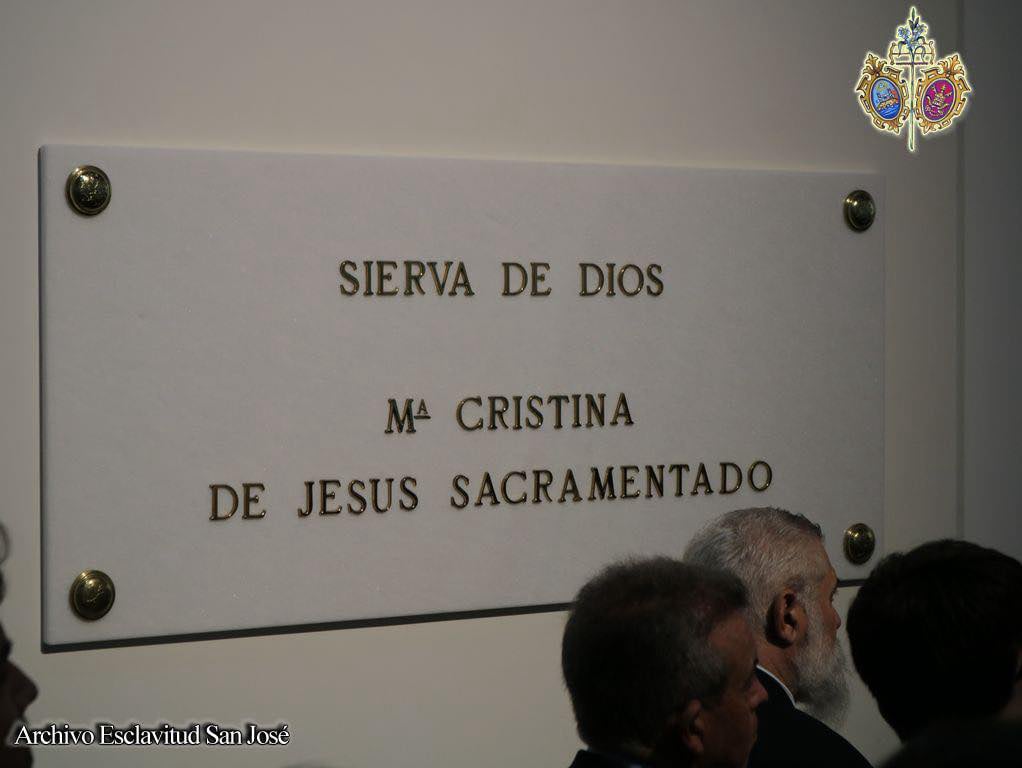 SIERVA DE DIOS
Mª CRISTINA
DE JESUS SACRAMENTADO
Archivo Esclavitud San José